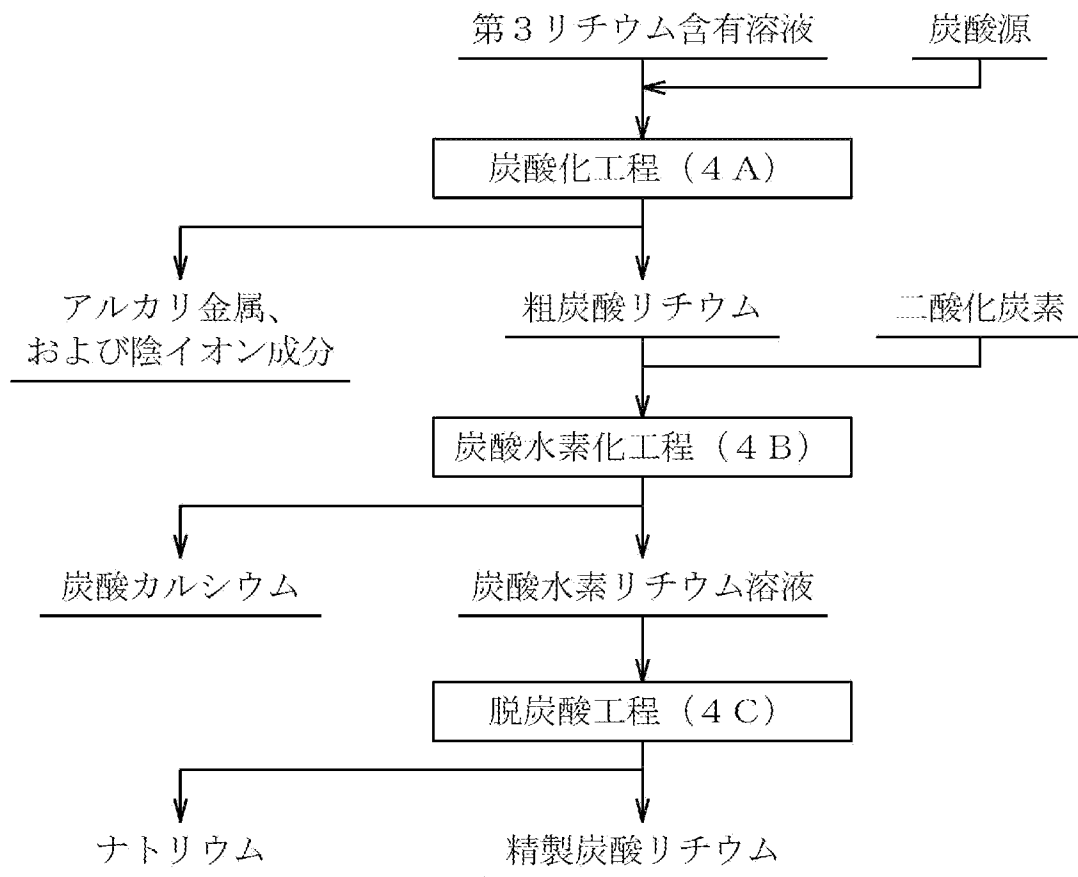 第3リチウム含有溶液
炭酸源
炭酸化工程(4A)
アルカリ金属、
および陰イオン成分
粗炭酸リチウム
二酸化炭素
炭酸水素化工程(4B)
炭酸カルシウム
炭酸水素リチウム溶液
脱炭酸工程(4C)
ナトリウム
精製炭酸リチウム